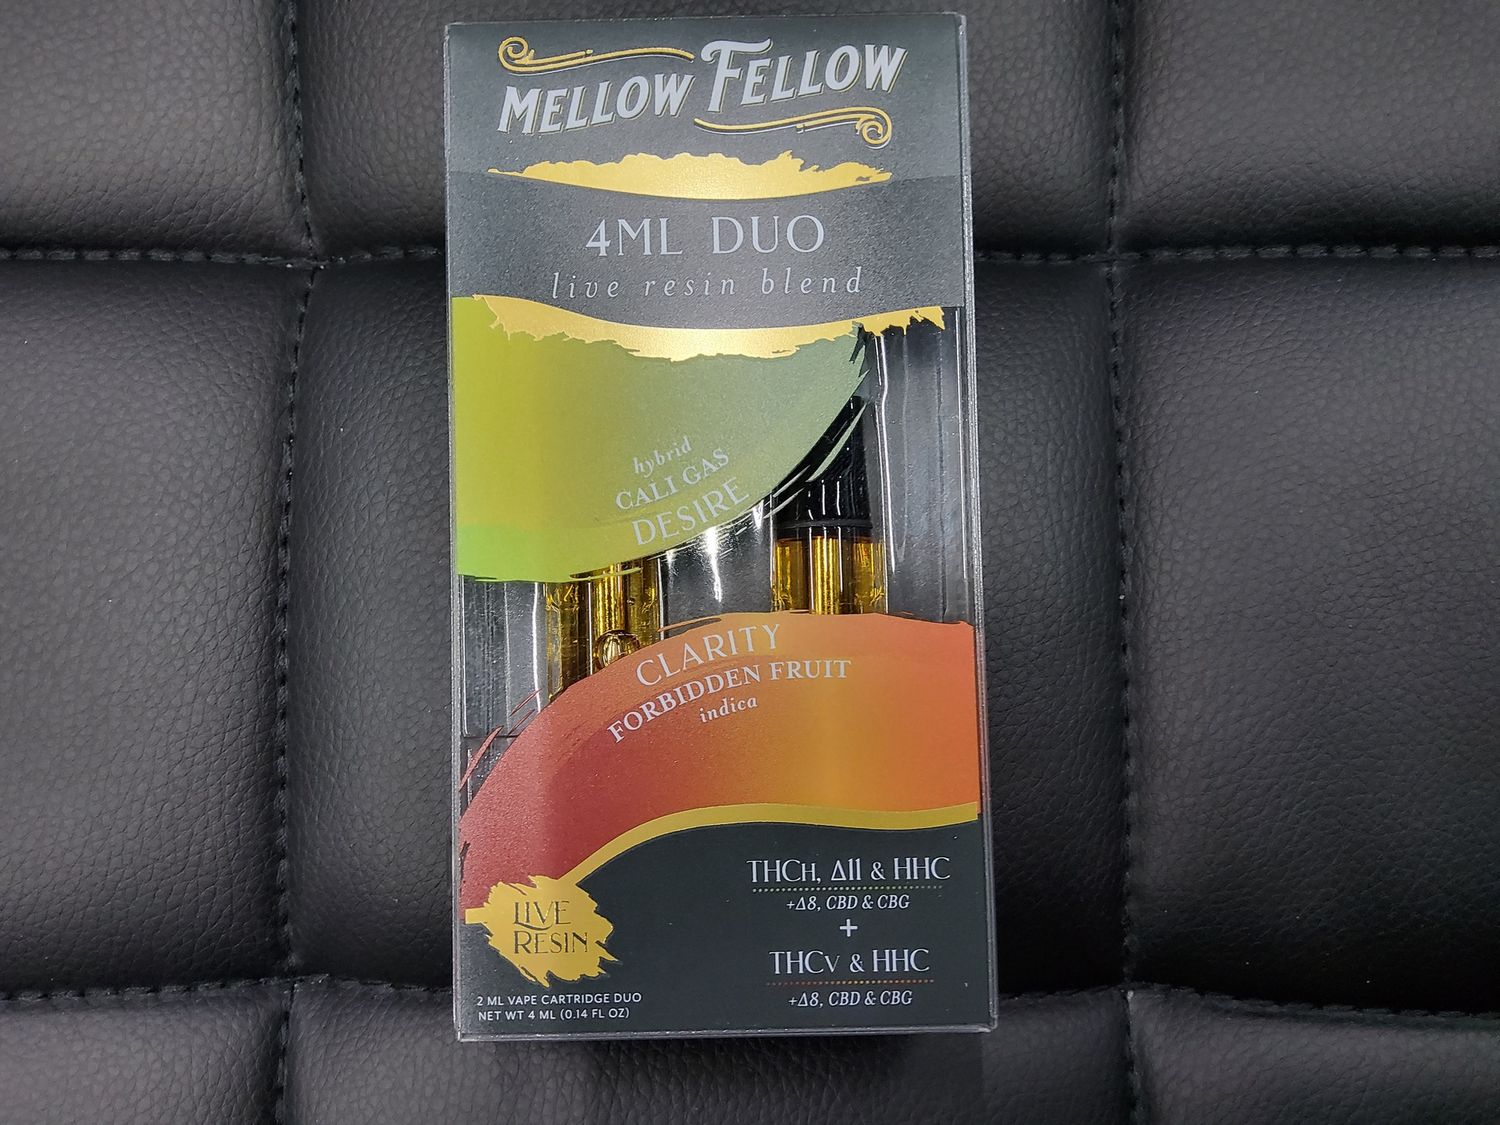 MELLOW FELLOW
4ML DUO
live resin blend
hybrid
CALI GAS
DESIRE
CLARITY
FORBIDDEN FRUIT
indica
THCH, Δ11 & HHC
+Δ8, CBD & CBG
+
THCV & HHC
+Δ8, CBD & CBG
LIVE
RESIN
2 ML VAPE CARTRIDGE DUO
NET WT 4 ML (0.14 FL OZ)